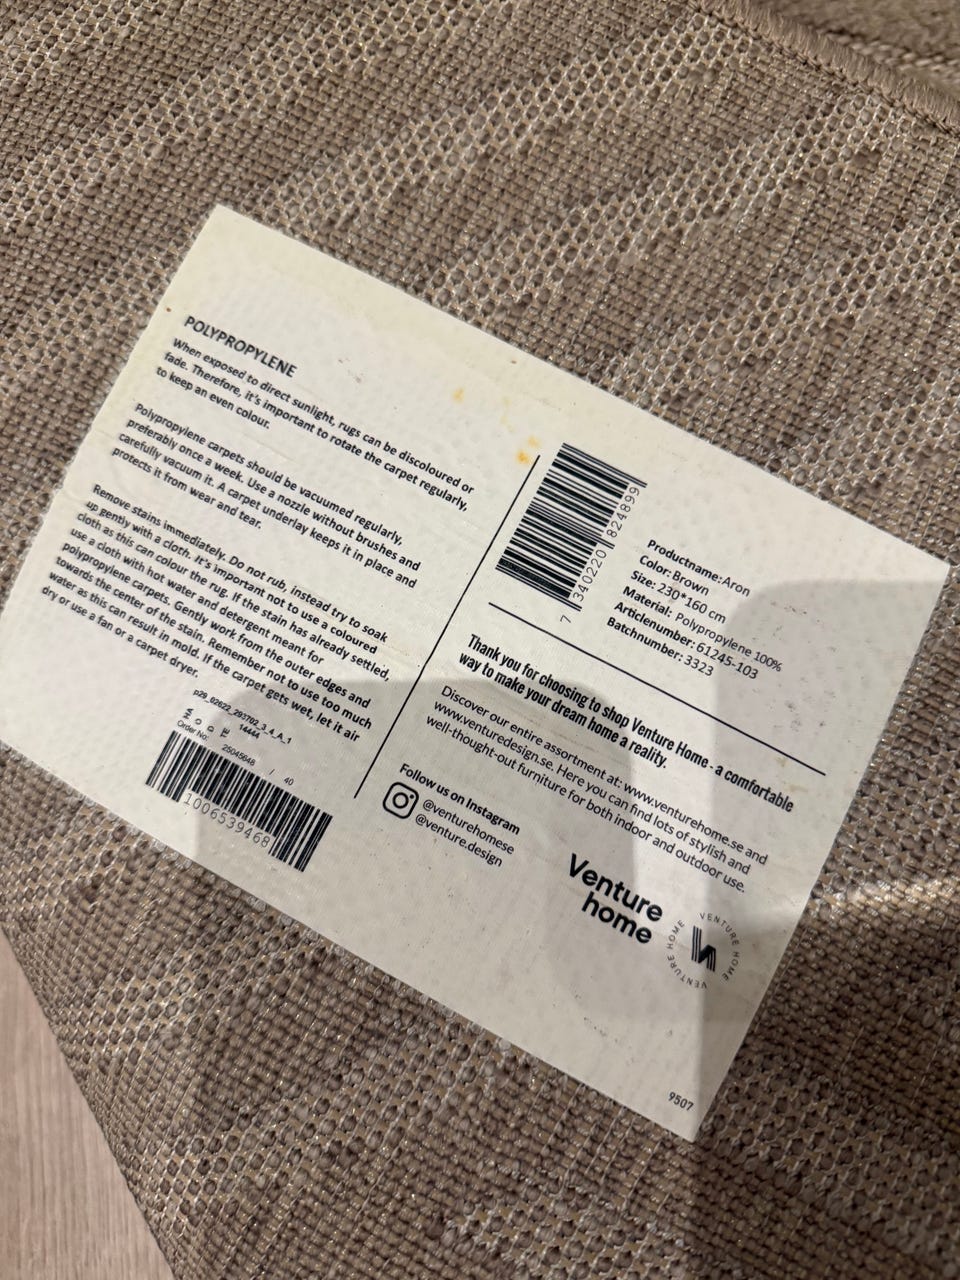 POLYPROPYLENE
When exposed to direct sunlight, rugs can be discoloured or
fade. Therefore, it's important to rotate the carpet regularly,
to keep an even colour.
Polypropylene carpets should be vacuumed regularly,
preferably once a week. Use a nozzle without brushes and
carefully vacuum it. A carpet underlay keeps it in place and
protects it from wear and tear.
Remove stains immediately. Do not rub, instead try to soak
up gently with a cloth. It's important not to use a coloured
cloth as this can colour the rug. If the stain has already settled,
use a cloth with hot water and detergent meant for
polypropylene carpets. Gently work from the outer edges and
towards the center of the stain. Remember not to use too much
water as this can result in mold. If the carpet gets wet, let it air
dry or use a fan or a carpet dryer.
14444
Order No: 25045648 / 40
1006539468
7 340220 824899
Productname: Aron
Color: Brown
Size: 230*160 cm
Material: Polypropylene 100%
Articlenumber: 61245-103
Batchnumber: 3323
Thank you for choosing to shop Venture Home - a comfortable
way to make your dream home a reality.
Discover our entire assortment at: www.venturehome.se and
www.venturedesign.se. Here you can find lots of stylish and
well-thought-out furniture for both indoor and outdoor use.
Follow us on Instagram
@venturehomese
@venture.design
Venture
home
VENTURE HOME VENTURE HOME
9507